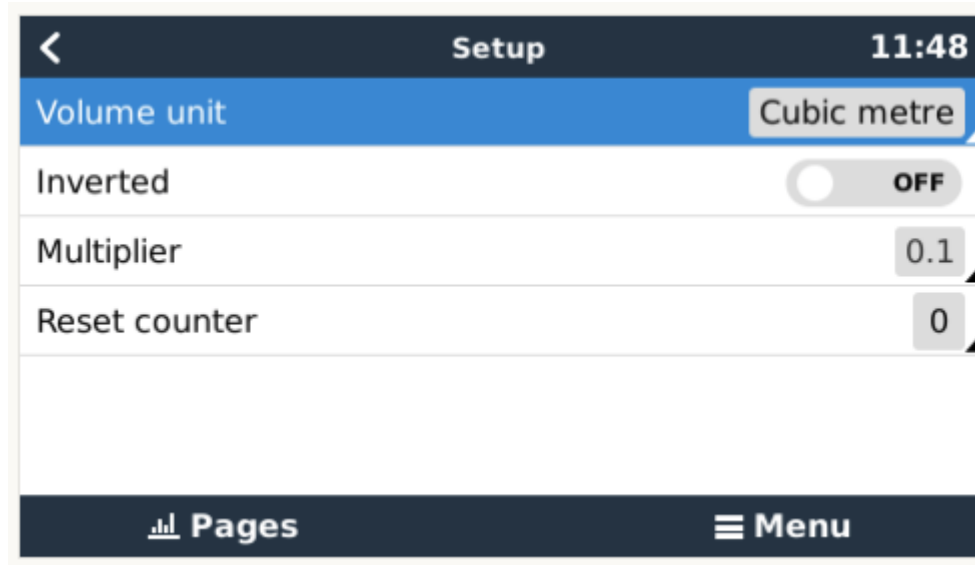 Setup 11:48
Volume unit Cubic metre
Inverted OFF
Multiplier 0.1
Reset counter 0
Pages Menu